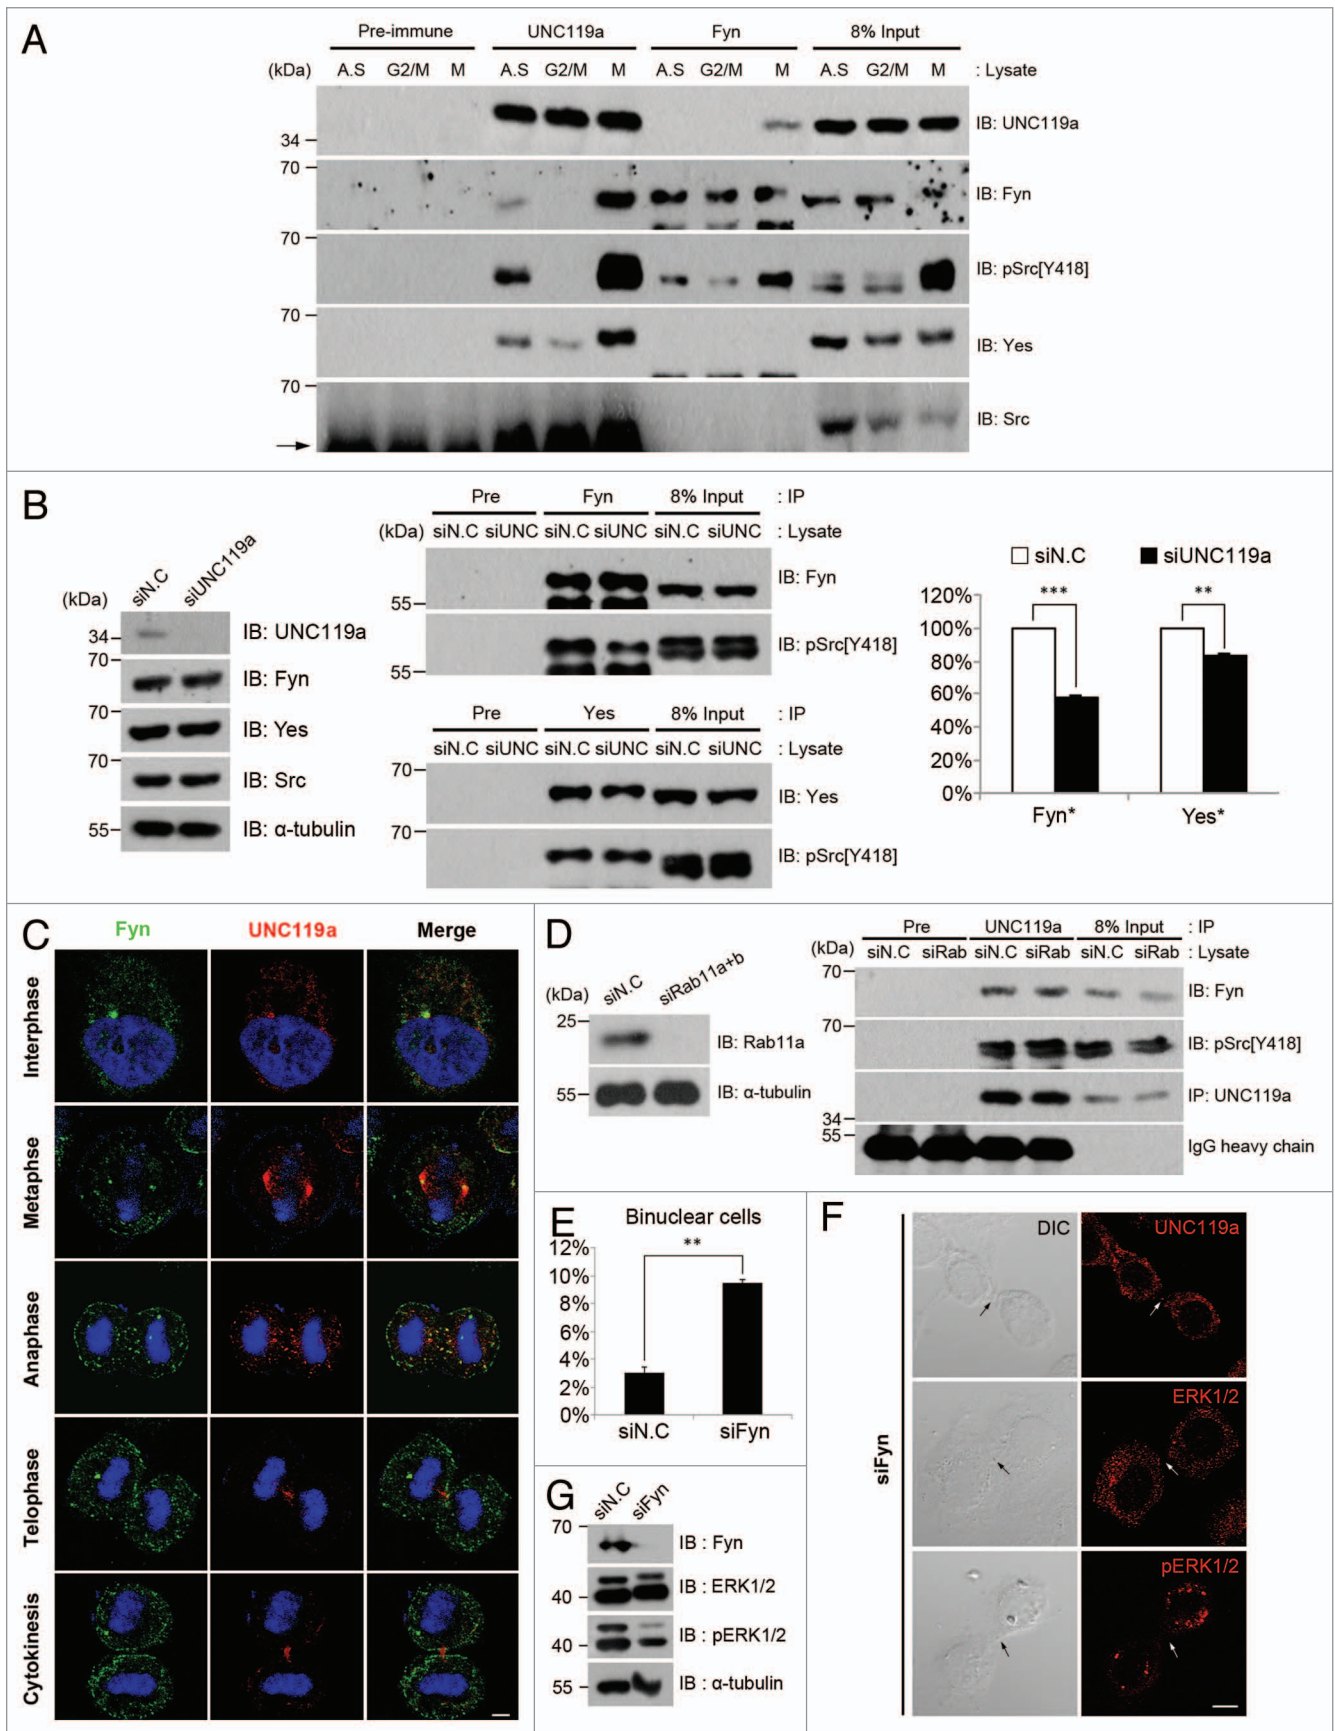 A
Pre-immune UNC119a Fyn 8% Input
(kDa) A.S G2/M M A.S G2/M M A.S G2/M M A.S G2/M M : Lysate
34 IB: UNC119a
70 IB: Fyn
70 IB: pSrc[Y418]
70 IB: Yes
70 IB: Src
B
siN.C siUNC119a
(kDa)
34 IB: UNC119a
70 IB: Fyn
70 IB: Yes
70 IB: Src
55 IB: α-tubulin
Pre Fyn 8% Input : IP
(kDa) siN.C siUNC siN.C siUNC siN.C siUNC : Lysate
55 IB: Fyn
55 IB: pSrc[Y418]
Pre Yes 8% Input : IP
siN.C siUNC siN.C siUNC siN.C siUNC : Lysate
70 IB: Yes
70 IB: pSrc[Y418]
siN.C siUNC119a
*** **
120%
100%
80%
60%
40%
20%
0%
Fyn* Yes*
C
Fyn UNC119a Merge
Interphase
Metaphse
Anaphase
Telophase
Cytokinesis
D
siN.C siRab11a+b
(kDa)
25 IB: Rab11a
55 IB: α-tubulin
Pre UNC119a 8% Input : IP
(kDa) siN.C siRab siN.C siRab siN.C siRab : Lysate
70 IB: Fyn
70 IB: pSrc[Y418]
34 IP: UNC119a
55 IgG heavy chain
E
Binuclear cells
**
12%
10%
8%
6%
4%
2%
0%
siN.C siFyn
F
siFyn
DIC UNC119a
ERK1/2
pERK1/2
G
siN.C siFyn
70 IB : Fyn
40 IB : ERK1/2
40 IB : pERK1/2
55 IB : α-tubulin